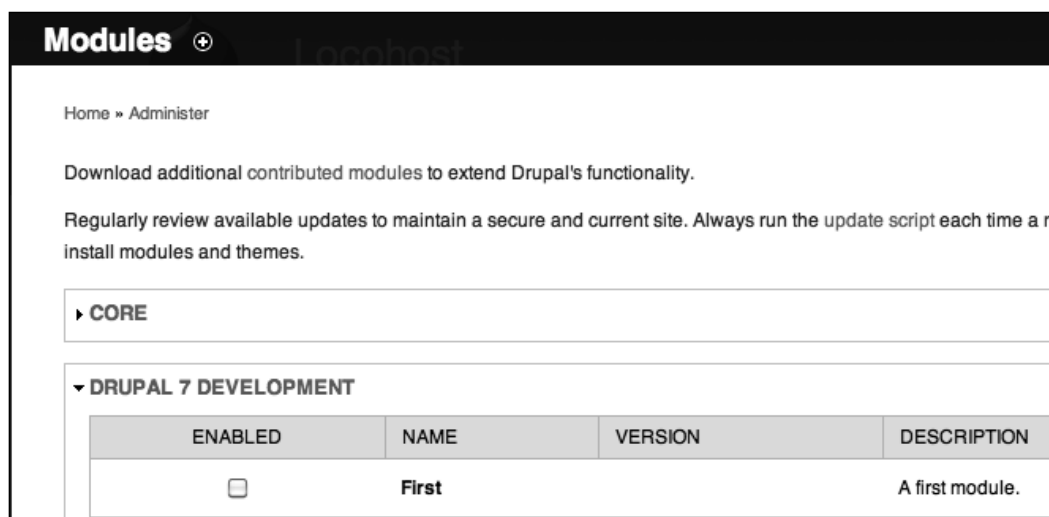 Modules
Locohost
Home » Administer
Download additional contributed modules to extend Drupal's functionality.
Regularly review available updates to maintain a secure and current site. Always run the update script each time a
install modules and themes.
CORE
DRUPAL 7 DEVELOPMENT
ENABLED NAME VERSION DESCRIPTION
First A first module.